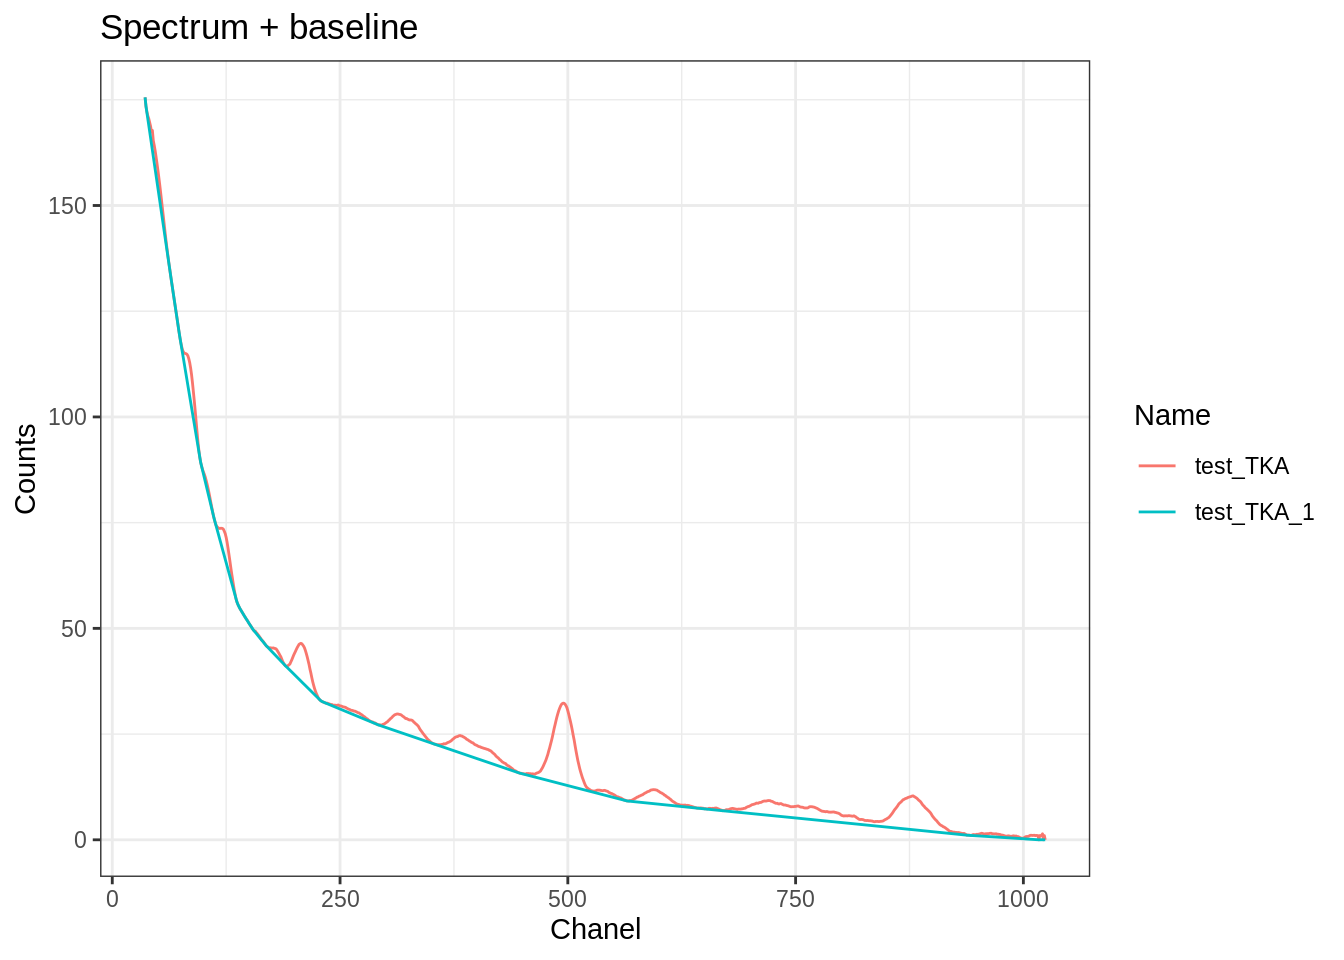 Spectrum + baseline
150
100
50
0
Counts
0 250 500 750 1000
Chanel
Name
test_TKA
test_TKA_1